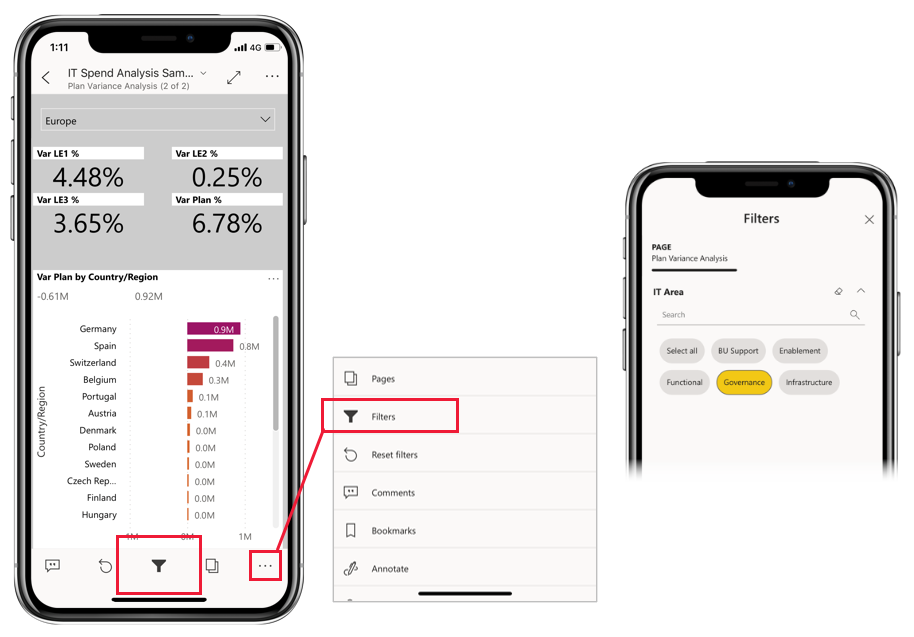 1:11
4G
IT Spend Analysis Sam...
Plan Variance Analysis (2 of 2)
Europe
Var LE1 %
Var LE2 %
4.48%
0.25%
Var LE3 %
Var Plan %
3.65%
6.78%
Var Plan by Country/Region
-0.61M
0.92M
Country/Region
Germany 0.9M
Spain 0.8M
Switzerland 0.4M
Belgium 0.3M
Portugal 0.1M
Austria 0.1M
Denmark 0.0M
Poland 0.0M
Sweden 0.0M
Czech Rep... 0.0M
Finland 0.0M
Hungary 0.0M
-1M 0M 1M
Pages
Filters
Reset filters
Comments
Bookmarks
Annotate
Filters
PAGE
Plan Variance Analysis
IT Area
Search
Select all
BU Support
Enablement
Functional
Governance
Infrastructure